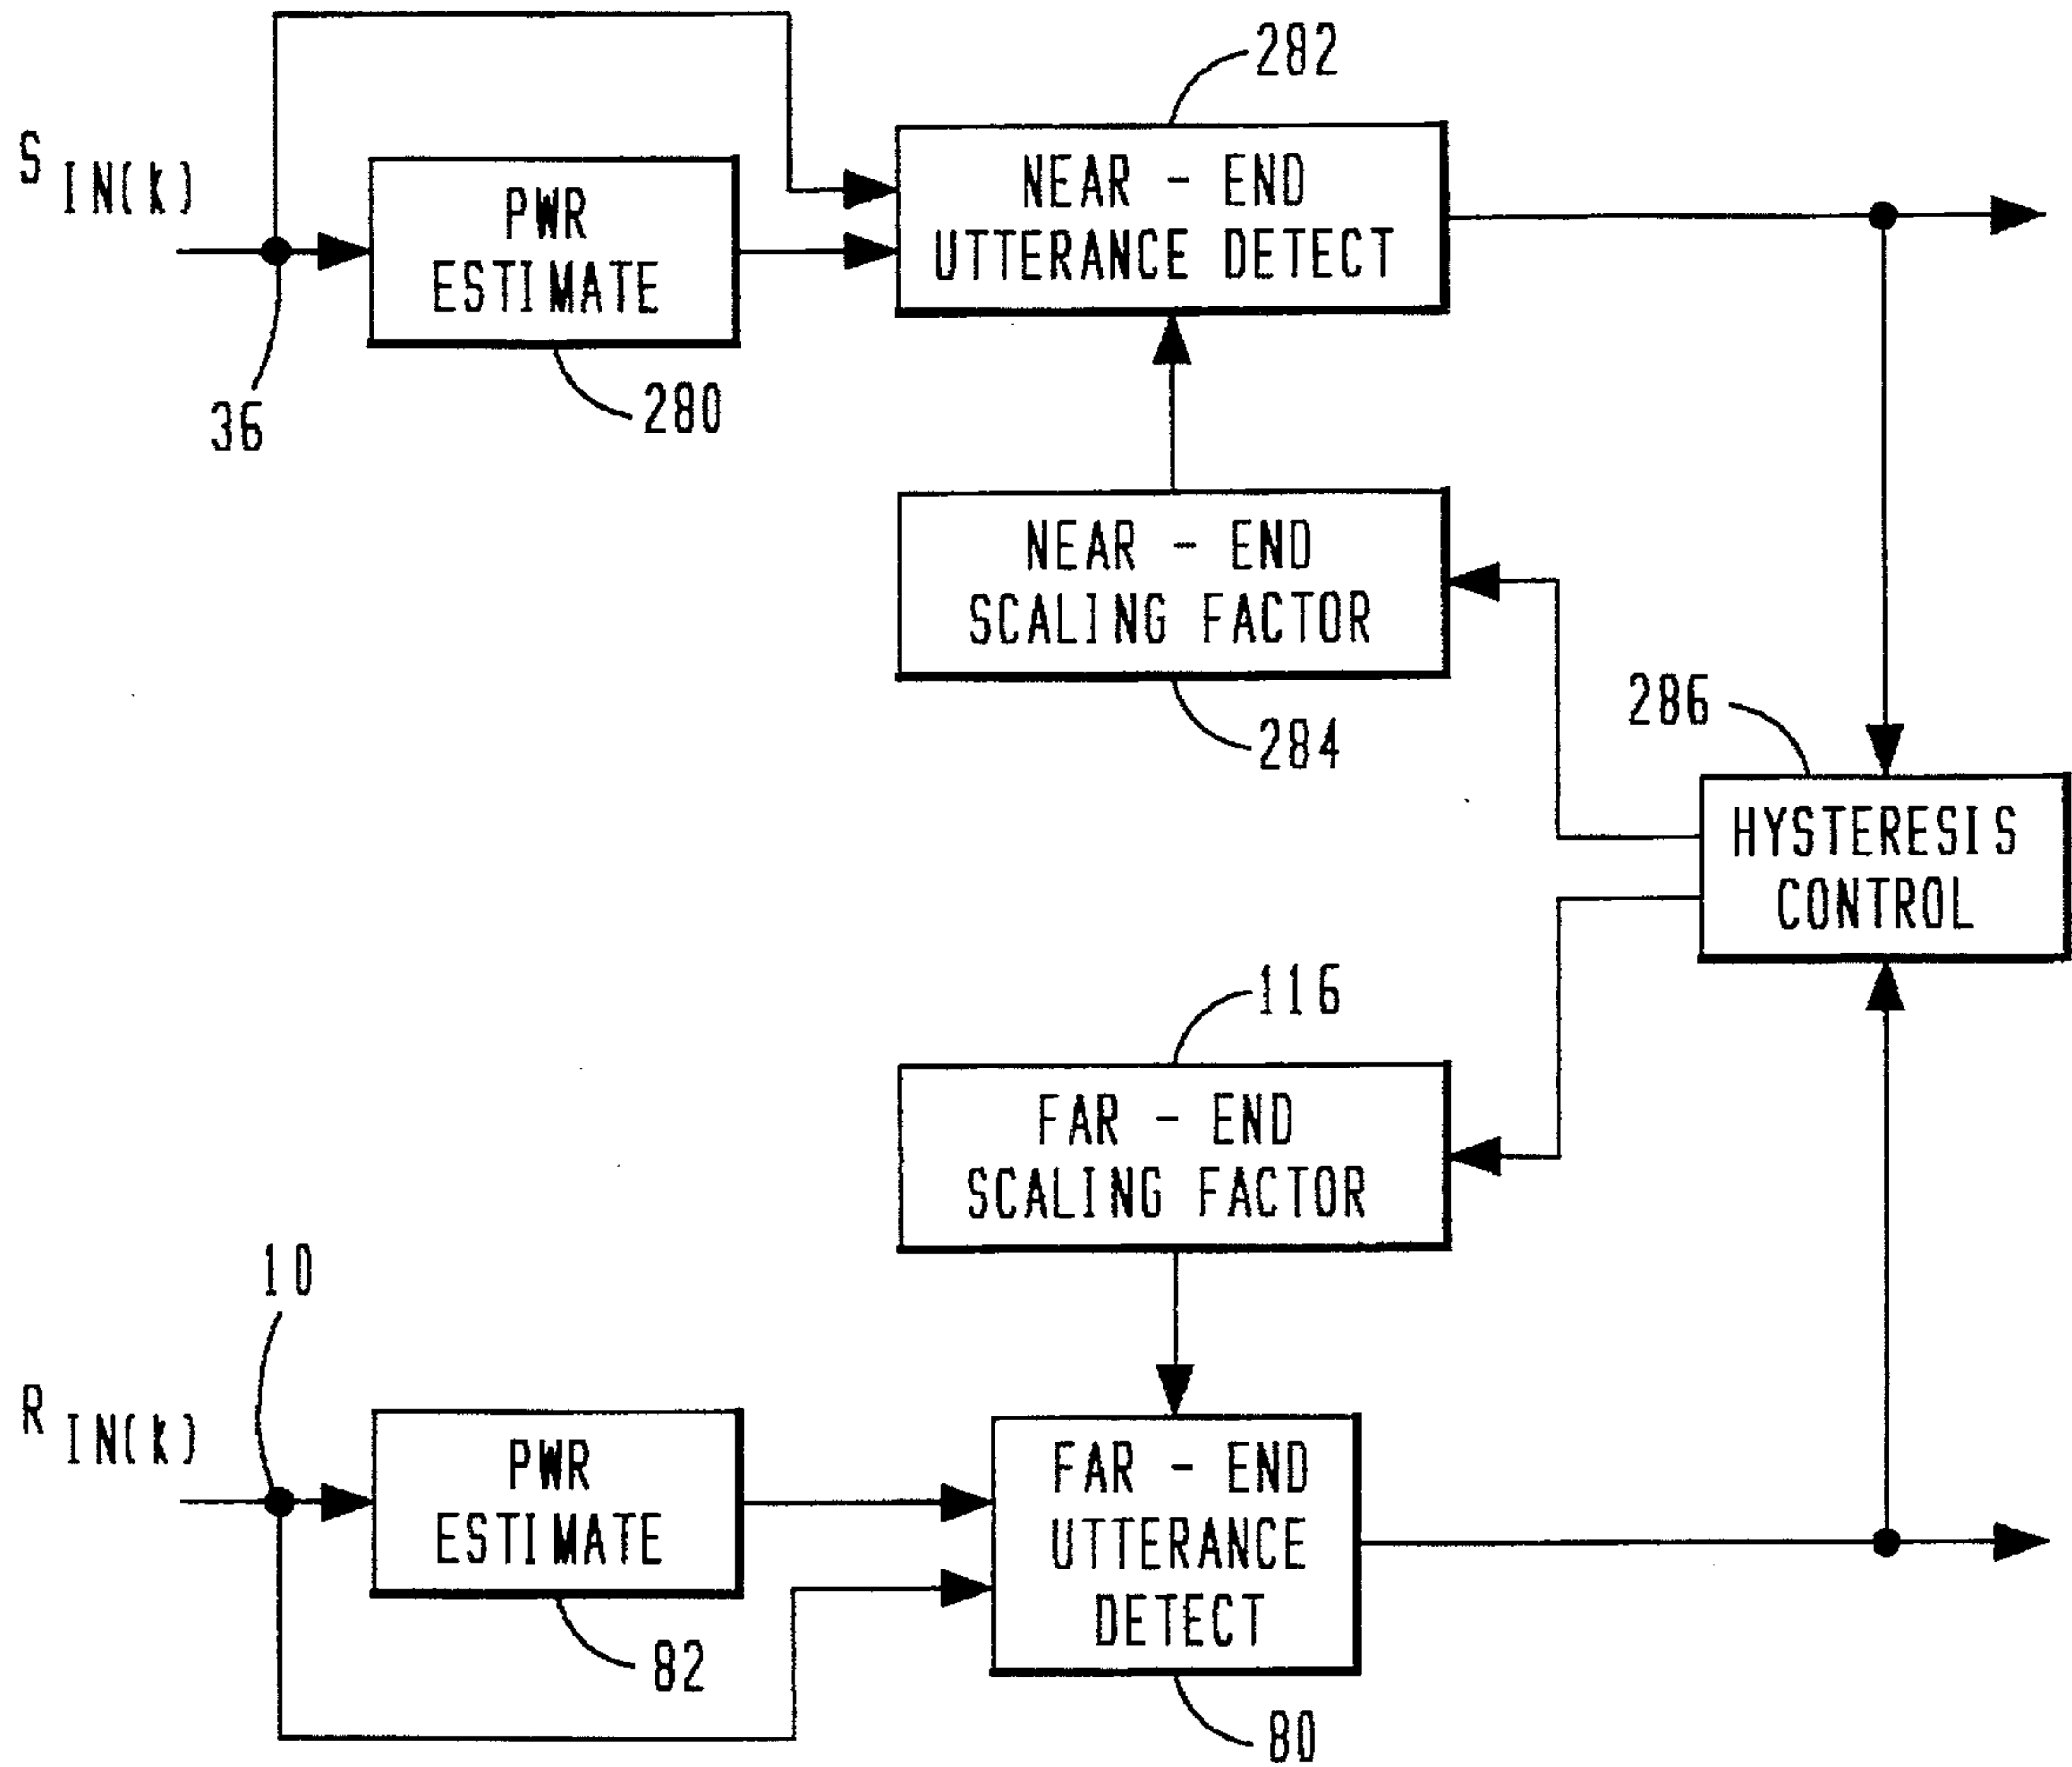 282
S IN(k)
NEAR - END
UTTERANCE DETECT
PWR
ESTIMATE
36
280
NEAR - END
SCALING FACTOR
284
286
HYSTERESIS
CONTROL
116
FAR - END
SCALING FACTOR
10
R IN(k)
PWR
ESTIMATE
FAR - END
UTTERANCE
DETECT
82
80